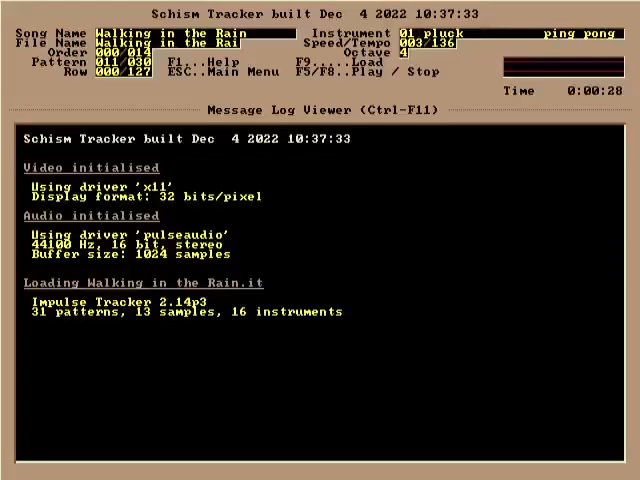 Schism Tracker built Dec  4 2022 10:37:33
Song Name Walking in the Rain Instrument 01 pluck ping pong
File Name Walking in the Rai Speed/Tempo 003/136
Order 000/014 Octave 4
Pattern 011/030 F1...Help F9.....Load
Row 000/127 ESC..Main Menu F5/F8..Play / Stop
Time 0:00:28
Message Log Viewer (Ctrl-F11)
Schism Tracker built Dec  4 2022 10:37:33
Video initialised
Using driver 'x11'
Display format: 32 bits/pixel
Audio initialised
Using driver 'pulseaudio'
44100 Hz, 16 bit, stereo
Buffer size: 1024 samples
Loading Walking in the Rain.it
Impulse Tracker 2.14p3
31 patterns, 13 samples, 16 instruments